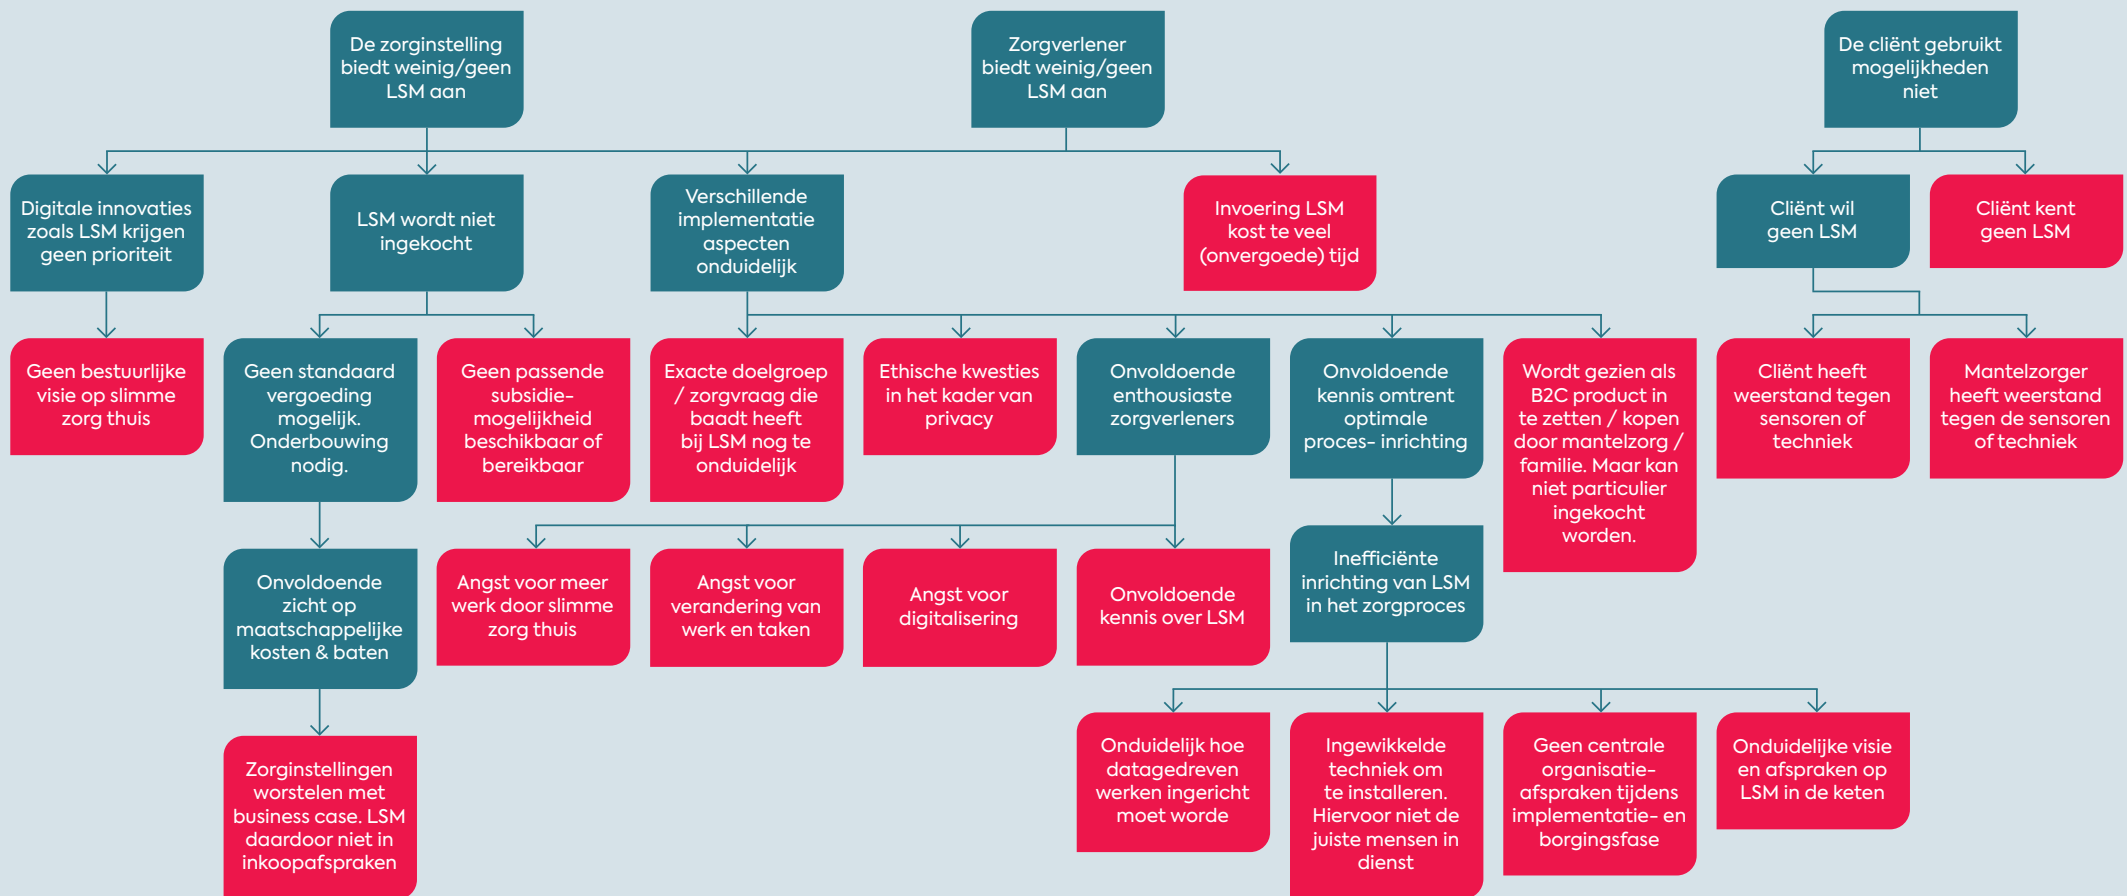 De zorginstelling
biedt weinig/geen
LSM aan
Zorgverlener
biedt weinig/geen
LSM aan
De cliënt gebruikt
mogelijkheden
niet
Digitale innovaties
zoals LSM krijgen
geen prioriteit
LSM wordt niet
ingekocht
Verschillende
implementatie
aspecten
onduidelijk
Invoering LSM
kost te veel
(onvergoede) tijd
Cliënt wil
geen LSM
Cliënt kent
geen LSM
Geen bestuurlijke
visie op slimme
zorg thuis
Geen standaard
vergoeding
mogelijk.
Onderbouwing
nodig.
Geen passende
subsidie-
mogelijkheid
beschikbaar of
bereikbaar
Exacte doelgroep
/ zorgvraag die
baadt heeft
bij LSM nog te
onduidelijk
Ethische kwesties
in het kader van
privacy
Onvoldoende
enthousiaste
zorgverleners
Onvoldoende
kennis omtrent
optimale
proces- inrichting
Wordt gezien als
B2C product in
te zetten / kopen
door mantelzorg /
familie. Maar kan
niet particulier
ingekocht
worden.
Cliënt heeft
weerstand tegen
sensoren of
techniek
Mantelzorger
heeft weerstand
tegen de sensoren
of techniek
Onvoldoende
zicht op
maatschappelijke
kosten & baten
Angst voor meer
werk door slimme
zorg thuis
Angst voor
verandering van
werk en taken
Angst voor
digitalisering
Onvoldoende
kennis over LSM
Inefficiënte
inrichting van LSM
in het zorgproces
Zorginstellingen
worstelen met
business case. LSM
daardoor niet in
inkoopafspraken
Onduidelijk hoe
datagedreven
werken ingericht
moet worde
Ingewikkelde
techniek om
te installeren.
Hiervoor niet de
juiste mensen in
dienst
Geen centrale
organisatie-
afspraken tijdens
implementatie- en
borgingsfase
Onduidelijke visie
en afspraken op
LSM in de keten